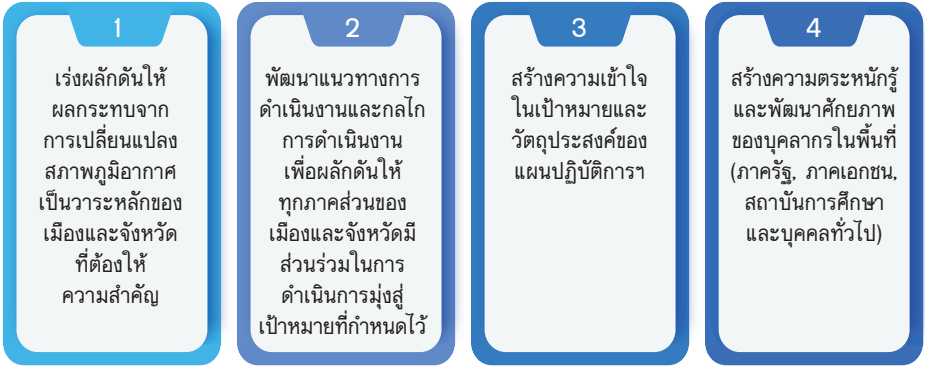 1
เร่งผลักดันให้
ผลกระทบจาก
การเปลี่ยนแปลง
สภาพภูมิอากาศ
เป็นวาระหลักของ
เมืองและจังหวัด
ที่ต้องให้
ความสำคัญ
2
พัฒนาแนวทางการ
ดำเนินงานและกลไก
การดำเนินงาน
เพื่อผลักดันให้
ทุกภาคส่วนของ
เมืองและจังหวัดมี
ส่วนร่วมในการ
ดำเนินการมุ่งสู่
เป้าหมายที่กำหนดไว้
3
สร้างความเข้าใจ
ในเป้าหมายและ
วัตถุประสงค์ของ
แผนปฏิบัติการฯ
4
สร้างความตระหนักรู้
และพัฒนาศักยภาพ
ของบุคลากรในพื้นที่
(ภาครัฐ, ภาคเอกชน,
สถาบันการศึกษา
และบุคคลทั่วไป)